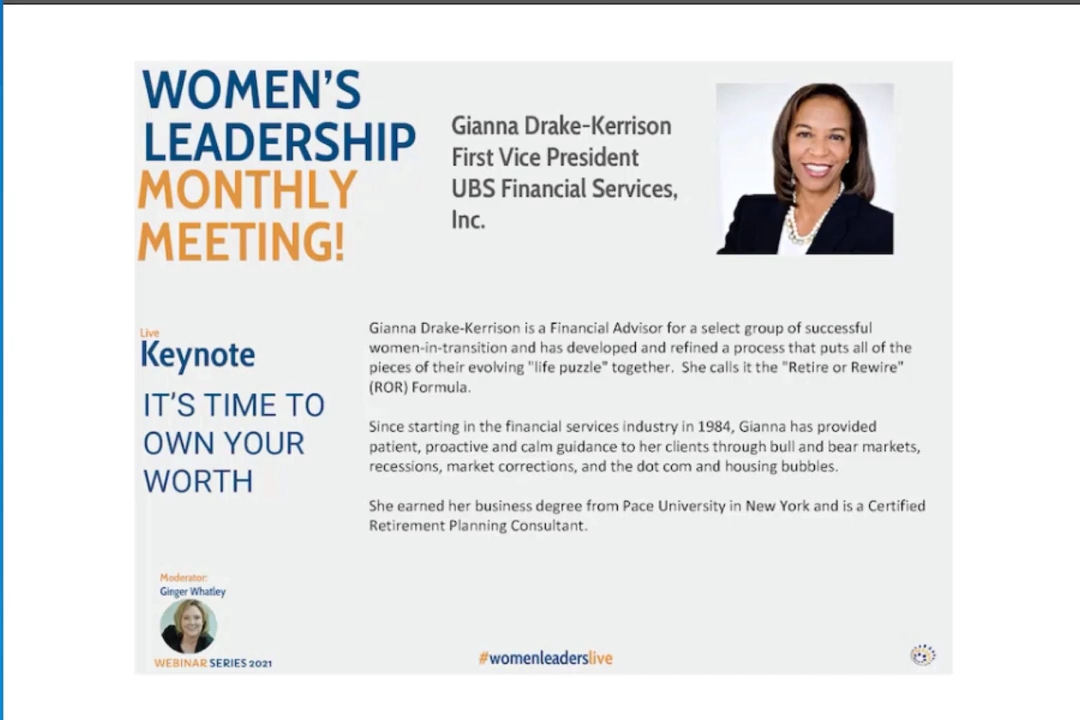 WOMEN'S
LEADERSHIP
MONTHLY
MEETING!
Gianna Drake-Kerrison
First Vice President
UBS Financial Services,
Inc.
Live
Keynote
IT'S TIME TO
OWN YOUR
WORTH
Gianna Drake-Kerrison is a Financial Advisor for a select group of successful
women-in-transition and has developed and refined a process that puts all of the
pieces of their evolving "life puzzle" together.  She calls it the "Retire or Rewire"
(ROR) Formula.
Since starting in the financial services industry in 1984, Gianna has provided
patient, proactive and calm guidance to her clients through bull and bear markets,
recessions, market corrections, and the dot com and housing bubbles.
She earned her business degree from Pace University in New York and is a Certified
Retirement Planning Consultant.
Moderator:
Ginger Whatley
WEBINAR SERIES 2021
#womenleaderslive